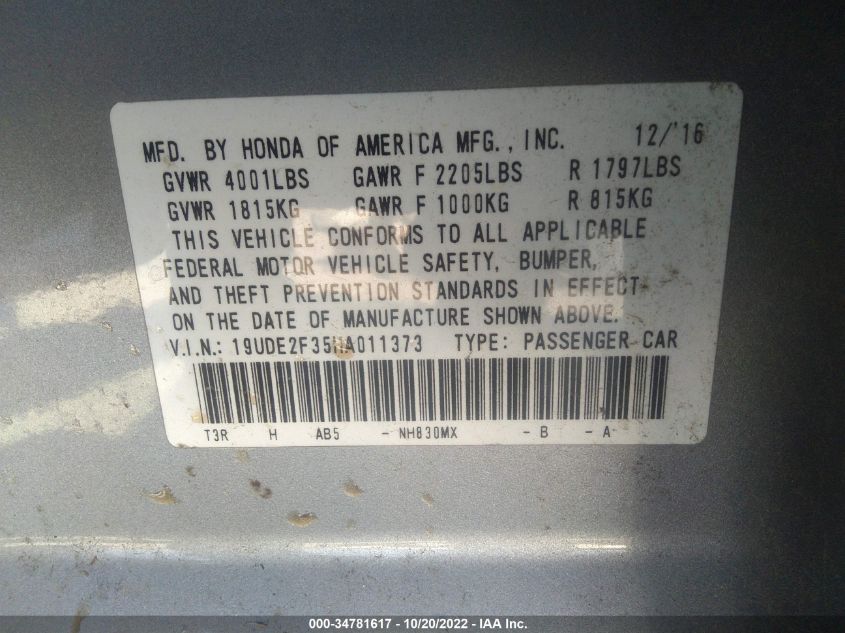 MFD. BY HONDA OF AMERICA MFG., INC. 12/'16
GVWR 4001LBS GAWR F 2205LBS R 1797LBS
GVWR 1815KG GAWR F 1000KG R 815KG
THIS VEHICLE CONFORMS TO ALL APPLICABLE
FEDERAL MOTOR VEHICLE SAFETY, BUMPER,
AND THEFT PREVENTION STANDARDS IN EFFECT
ON THE DATE OF MANUFACTURE SHOWN ABOVE.
V.I.N.: 19UDE2F35HA011373 TYPE: PASSENGER CAR
T3R H AB5 - NH830MX - B - A
000-34781617 - 10/20/2022 - IAA Inc.